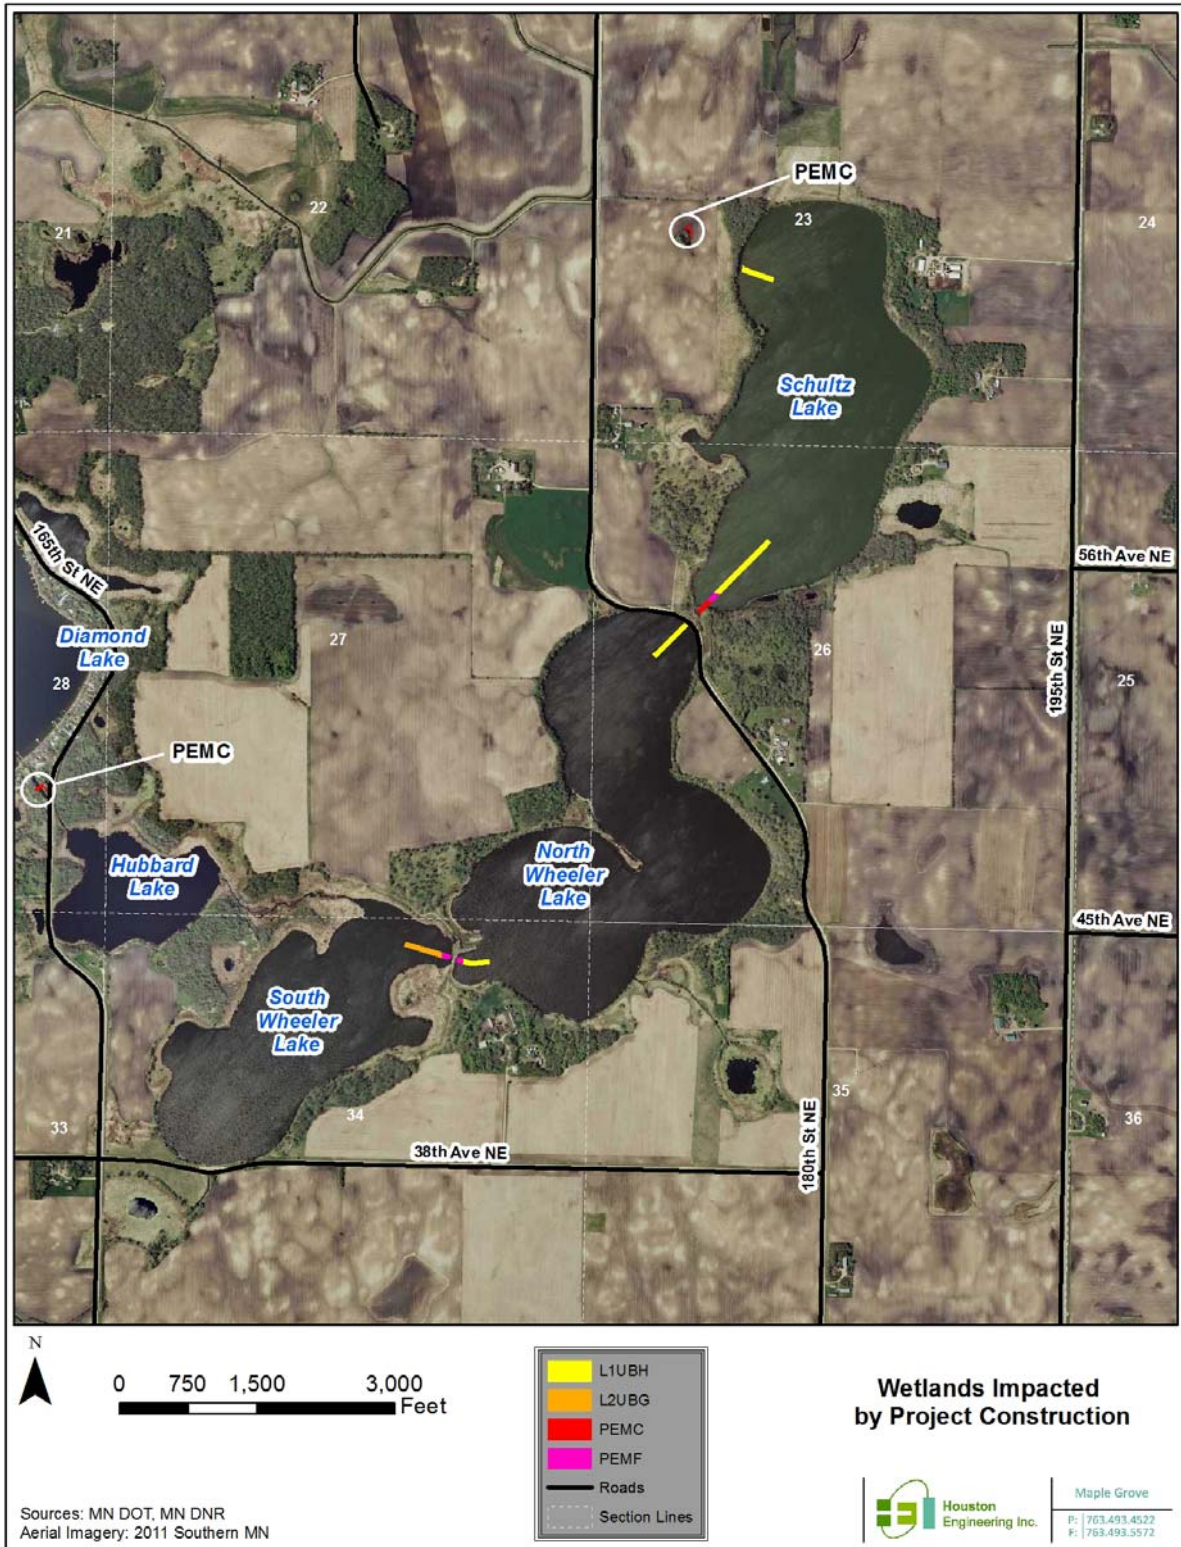 PEMC
23
22
21
24
Schultz
Lake
165th St NE
56th Ave NE
Diamond
Lake
27
26
28
195th St NE
25
PEMC
Hubbard
Lake
North
Wheeler
Lake
45th Ave NE
South
Wheeler
Lake
35
34
33
36
38th Ave NE
180th St NE
N
0 750 1,500 3,000
Feet
L1UBH
L2UBG
PEMC
PEMF
Roads
Section Lines
Wetlands Impacted
by Project Construction
Sources: MN DOT, MN DNR
Aerial Imagery: 2011 Southern MN
Houston
Engineering Inc.
Maple Grove
P: 763.493.4522
F: 763.493.5572